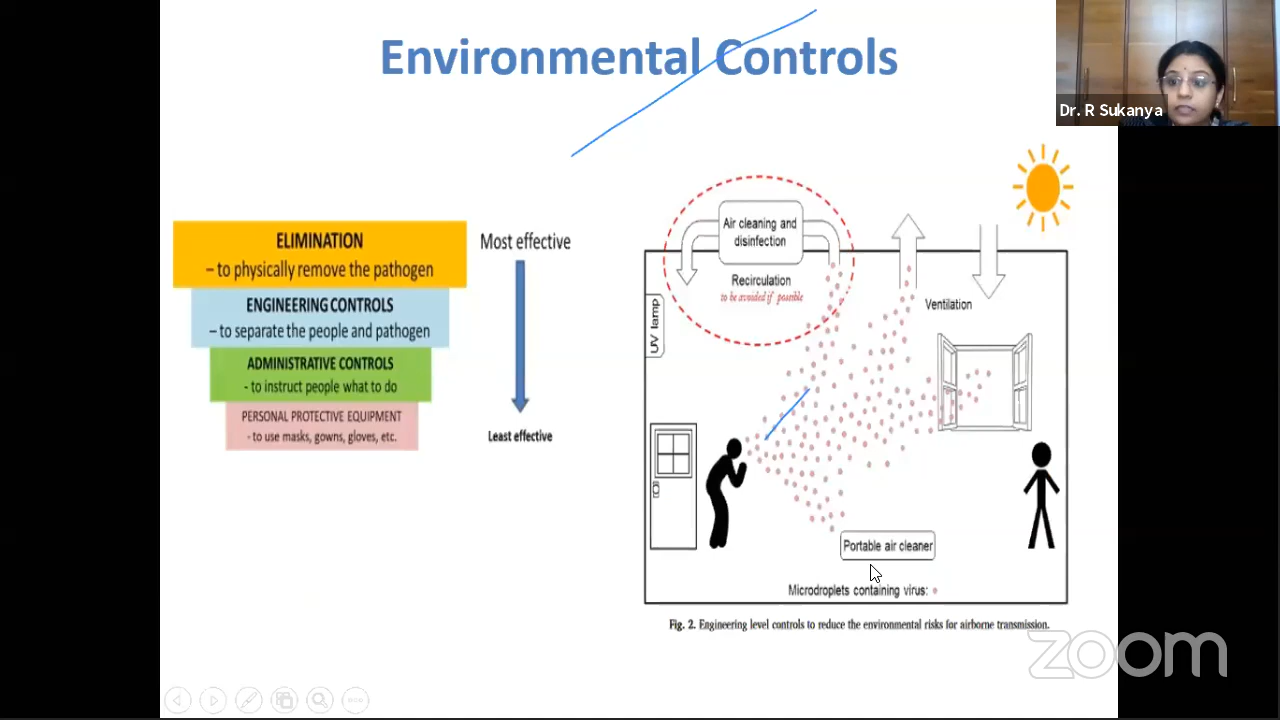 Environmental Controls
Dr. R Sukanya
ELIMINATION
– to physically remove the pathogen
ENGINEERING CONTROLS
– to separate the people and pathogen
ADMINISTRATIVE CONTROLS
- to instruct people what to do
PERSONAL PROTECTIVE EQUIPMENT
- to use masks, gowns, gloves, etc.
Most effective
Least effective
Air cleaning and
disinfection
Recirculation
to be avoided if possible
UV lamp
Ventilation
Portable air cleaner
Microdroplets containing virus:
Fig. 2. Engineering level controls to reduce the environmental risks for airborne transmission.
zoom